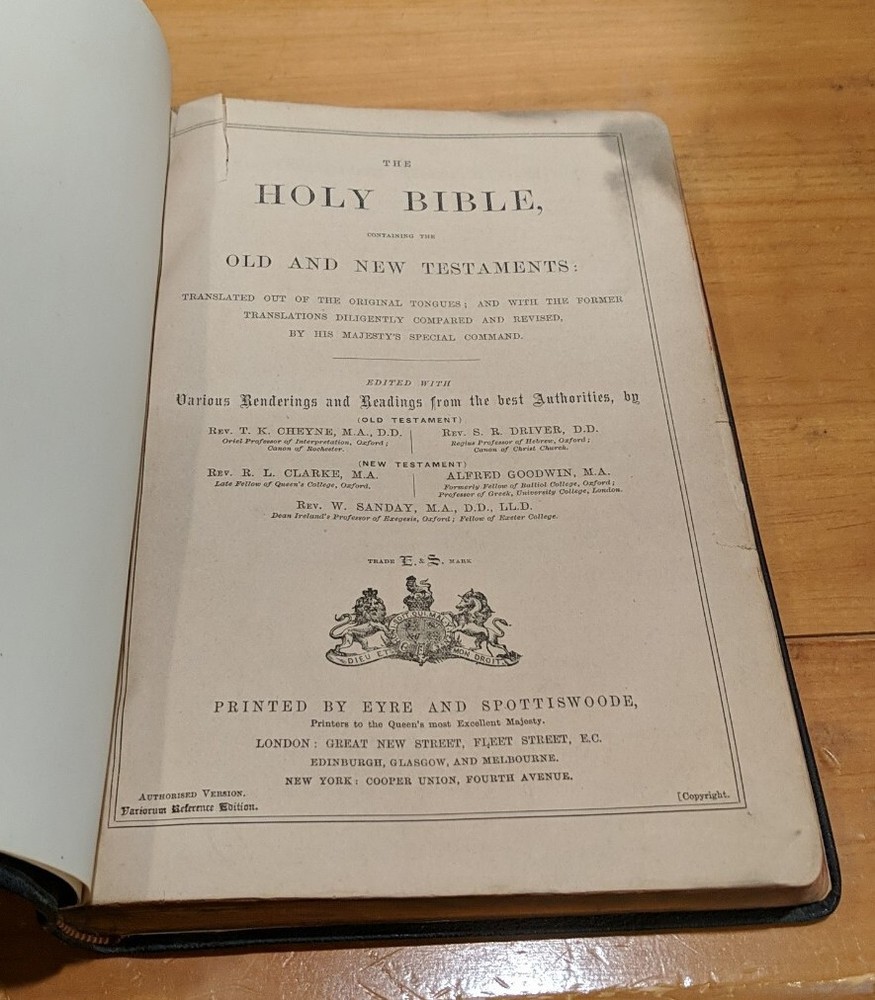 THE
HOLY BIBLE,
CONTAINING THE
OLD AND NEW TESTAMENTS:
TRANSLATED OUT OF THE ORIGINAL TONGUES; AND WITH THE FORMER
TRANSLATIONS DILIGENTLY COMPARED AND REVISED,
BY HIS MAJESTY'S SPECIAL COMMAND.
EDITED WITH
Various Renderings and Readings from the best Authorities, by
(OLD TESTAMENT)
REV. T. K. CHEYNE, M.A., D.D.
Oriel Professor of Interpretation, Oxford;
Canon of Rochester.
REV. S. R. DRIVER, D.D.
Regius Professor of Hebrew, Oxford;
Canon of Christ Church.
(NEW TESTAMENT)
REV. R. L. CLARKE, M.A.
Late Fellow of Queen's College, Oxford.
ALFRED GOODWIN, M.A.
Formerly Fellow of Balliol College, Oxford;
Professor of Greek, University College, London.
REV. W. SANDAY, M.A., D.D., LL.D.
Dean Ireland's Professor of Exegesis, Oxford; Fellow of Exeter College.
TRADE E. & S. MARK
DIEU ET MON DROIT
PRINTED BY EYRE AND SPOTTISWOODE,
Printers to the Queen's most Excellent Majesty.
LONDON: GREAT NEW STREET, FLEET STREET, E.C.
EDINBURGH, GLASGOW, AND MELBOURNE.
NEW YORK: COOPER UNION, FOURTH AVENUE.
AUTHORISED VERSION.
Variorum Reference Edition.
[Copyright.